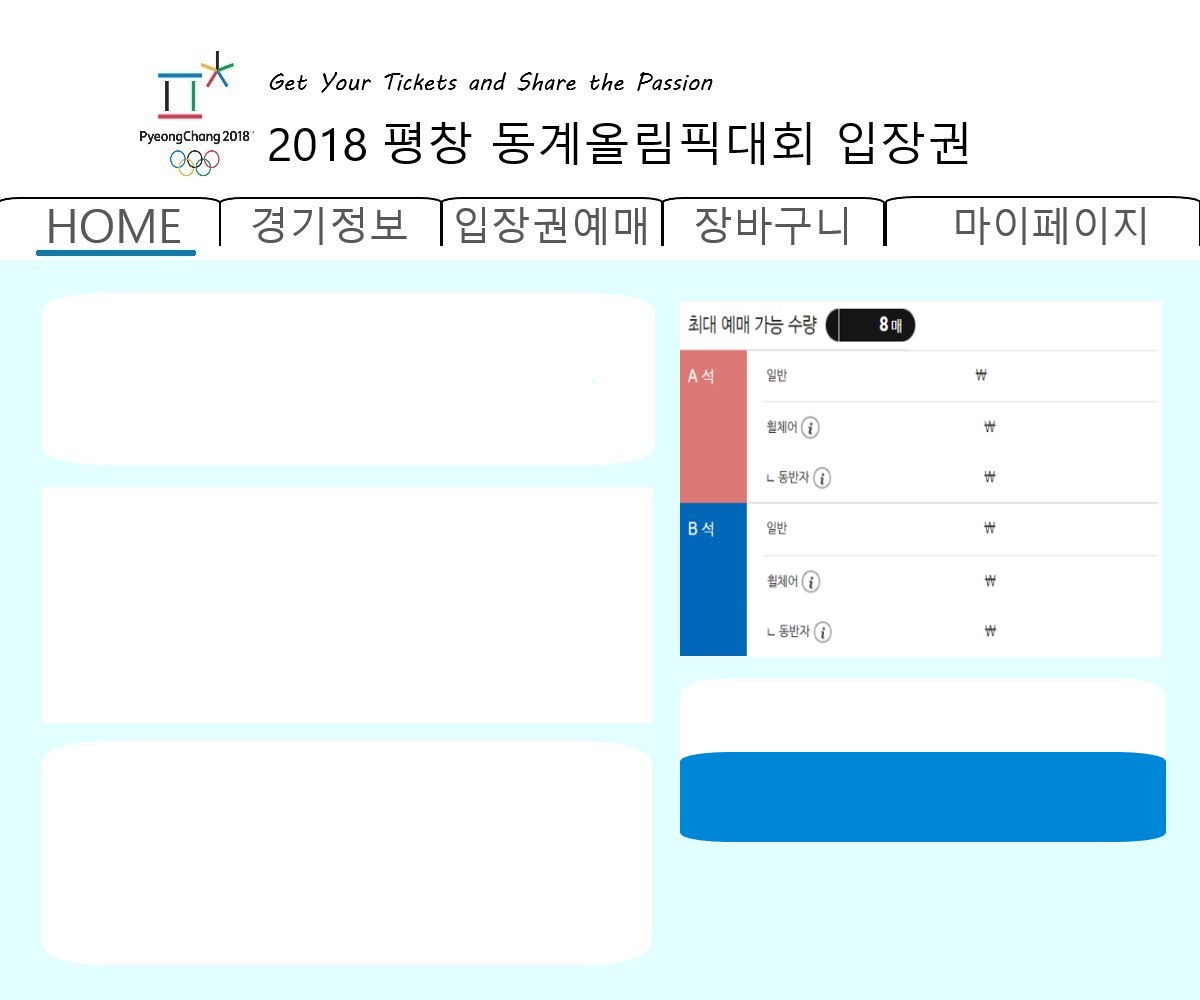 Get Your Tickets and Share the Passion
PyeongChang 2018
2018 평창 동계올림픽대회 입장권
HOME 경기정보 입장권예매 장바구니 마이페이지
최대 예매 가능 수량 8 매
A 석 일반 ₩
휠체어 i ₩
ㄴ 동반자 i ₩
B 석 일반 ₩
휠체어 i ₩
ㄴ 동반자 i ₩